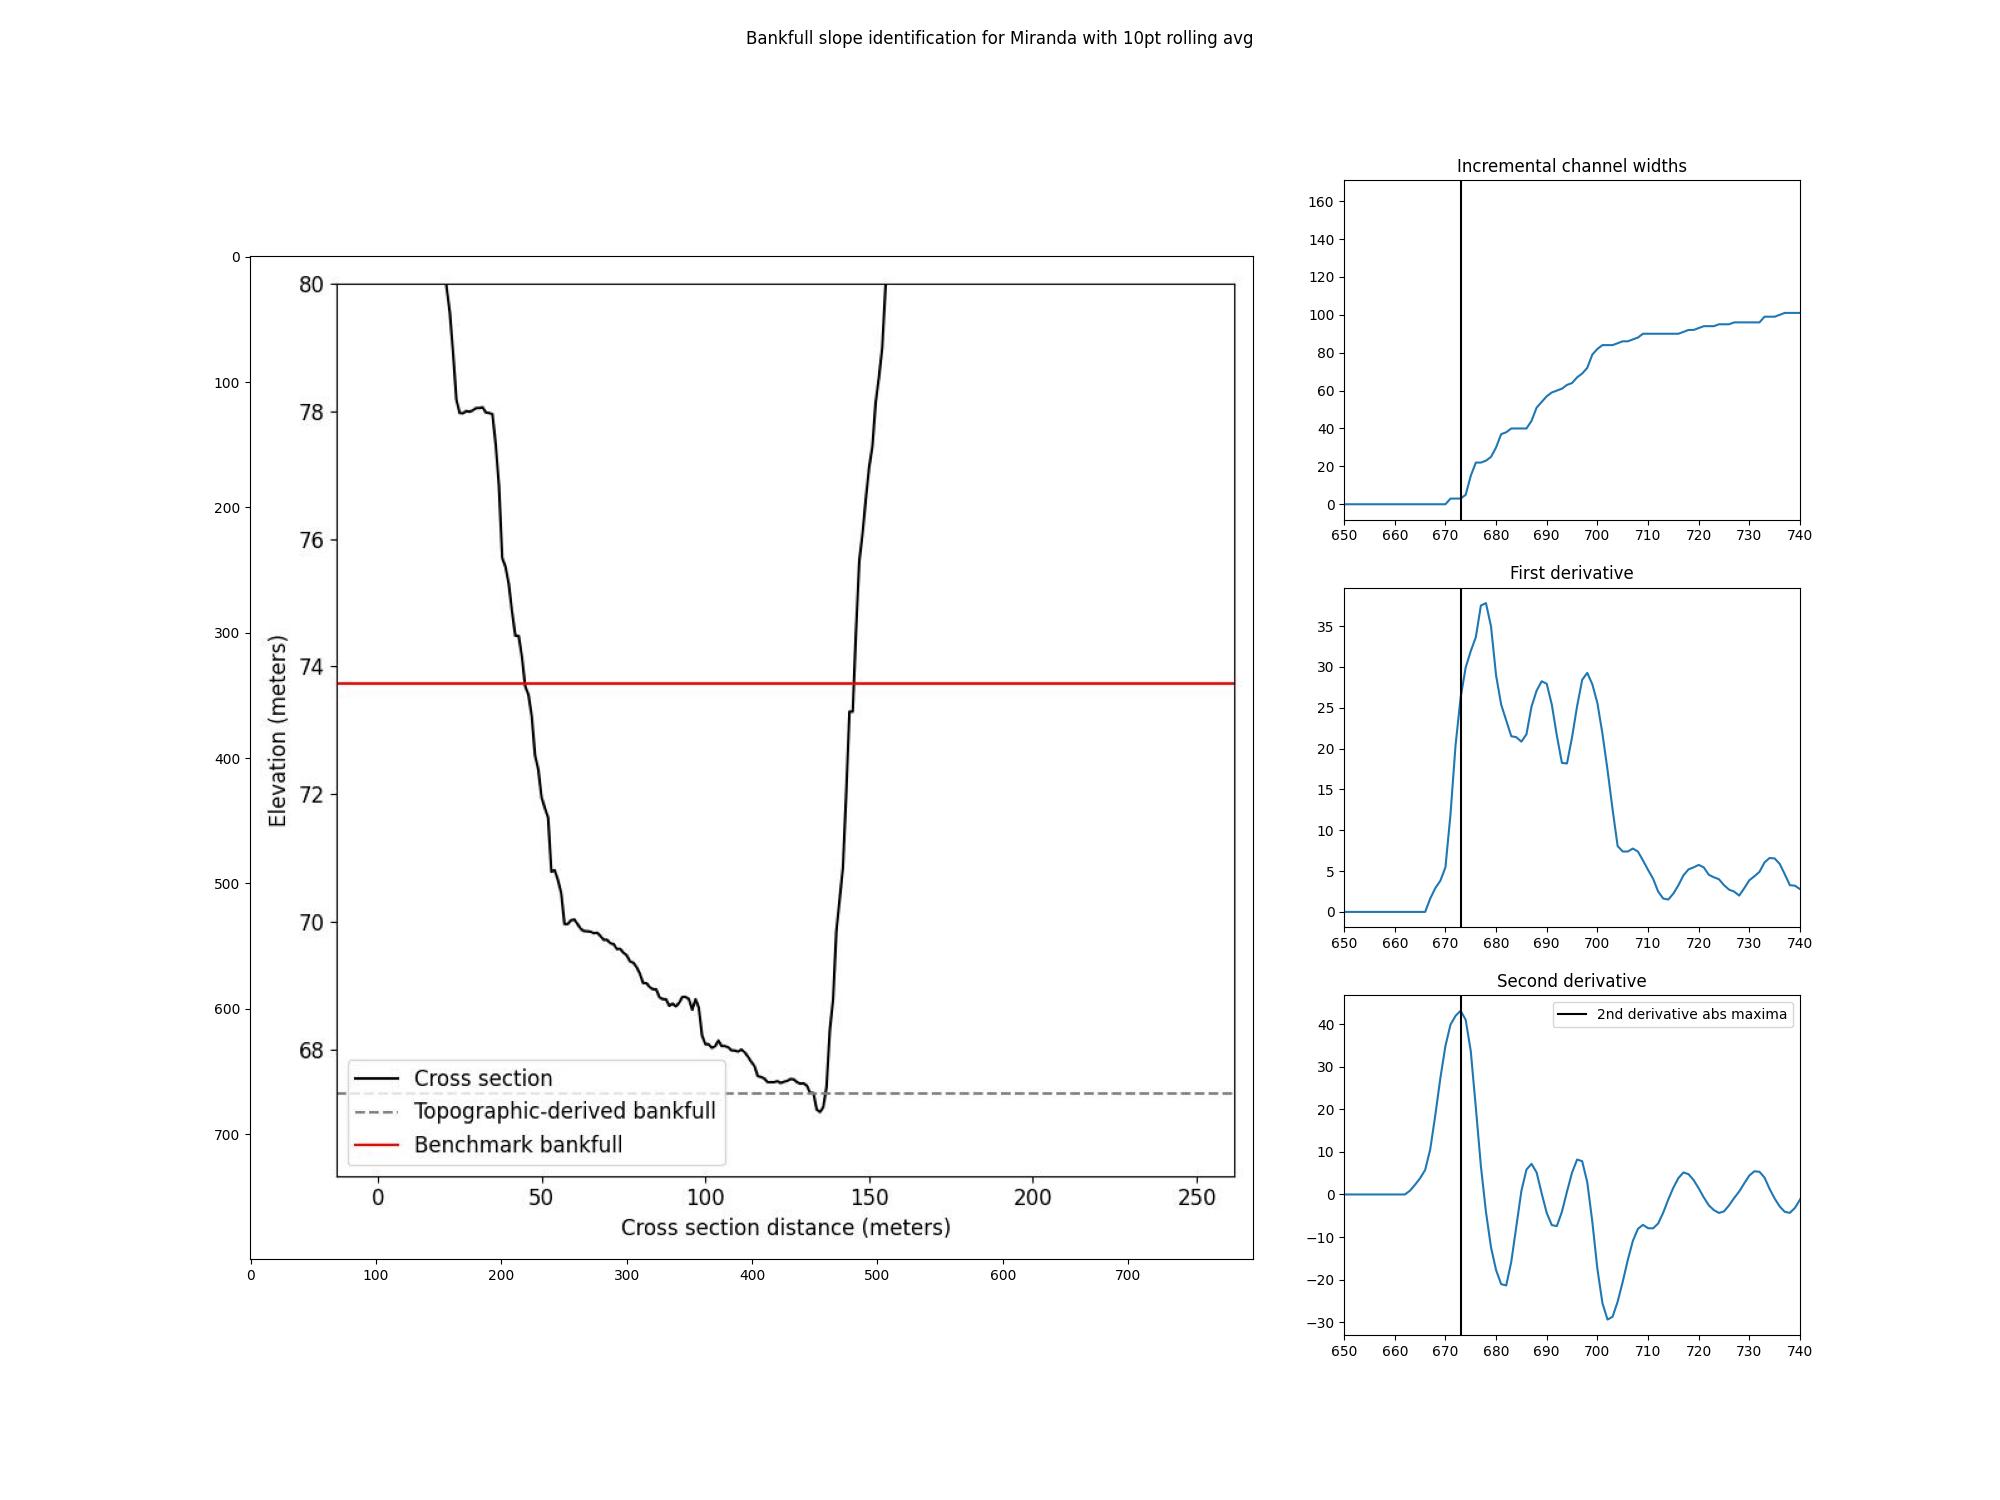 Bankfull slope identification for Miranda with 10pt rolling avg
0
100
200
300
400
500
600
700
80
78
76
74
72
70
68
Elevation (meters)
Cross section
Topographic-derived bankfull
Benchmark bankfull
0 50 100 150 200 250
Cross section distance (meters)
0 100 200 300 400 500 600 700
Incremental channel widths
160
140
120
100
80
60
40
20
0
650 660 670 680 690 700 710 720 730 740
First derivative
35
30
25
20
15
10
5
0
650 660 670 680 690 700 710 720 730 740
Second derivative
2nd derivative abs maxima
40
30
20
10
0
−10
−20
−30
650 660 670 680 690 700 710 720 730 740